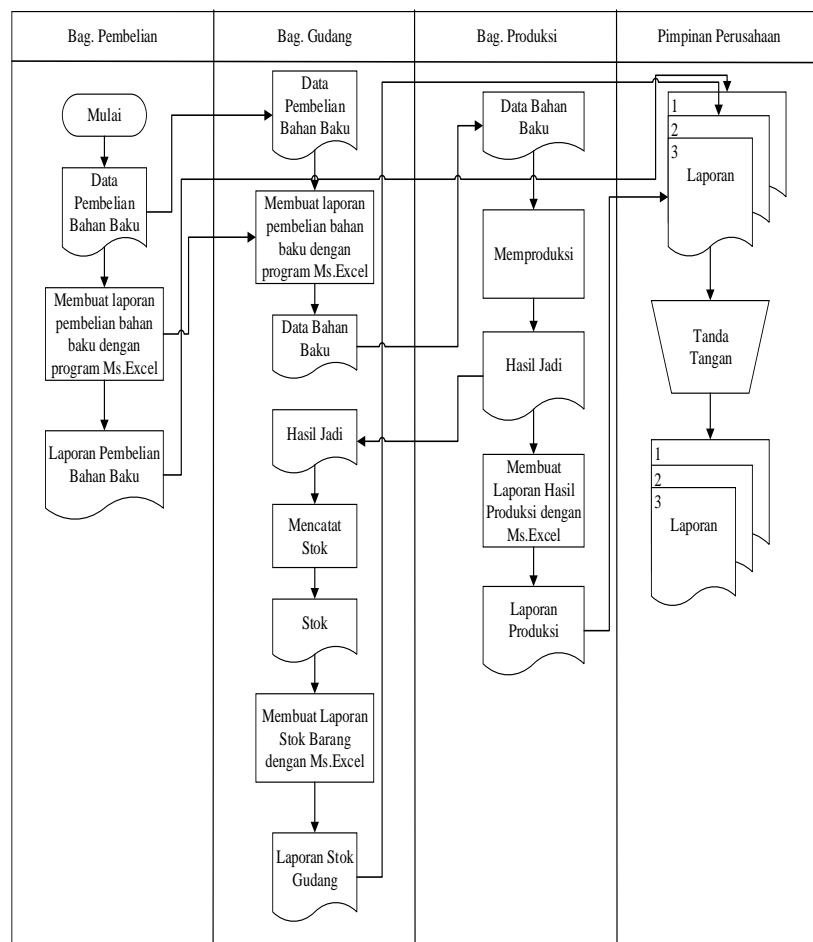 Bag. Pembelian
Bag. Gudang
Bag. Produksi
Pimpinan Perusahaan
Mulai
Data
Pembelian
Bahan Baku
Membuat laporan
pembelian bahan
baku dengan
program Ms.Excel
Laporan Pembelian
Bahan Baku
Data
Pembelian
Bahan Baku
Membuat laporan
pembelian bahan
baku dengan
program Ms.Excel
Data Bahan
Baku
Hasil Jadi
Mencatat
Stok
Stok
Membuat Laporan
Stok Barang
dengan Ms.Excel
Laporan Stok
Gudang
Data Bahan
Baku
Memproduksi
Hasil Jadi
Membuat
Laporan Hasil
Produksi dengan
Ms.Excel
Laporan
Produksi
1
2
3
Laporan
Tanda
Tangan
1
2
3
Laporan